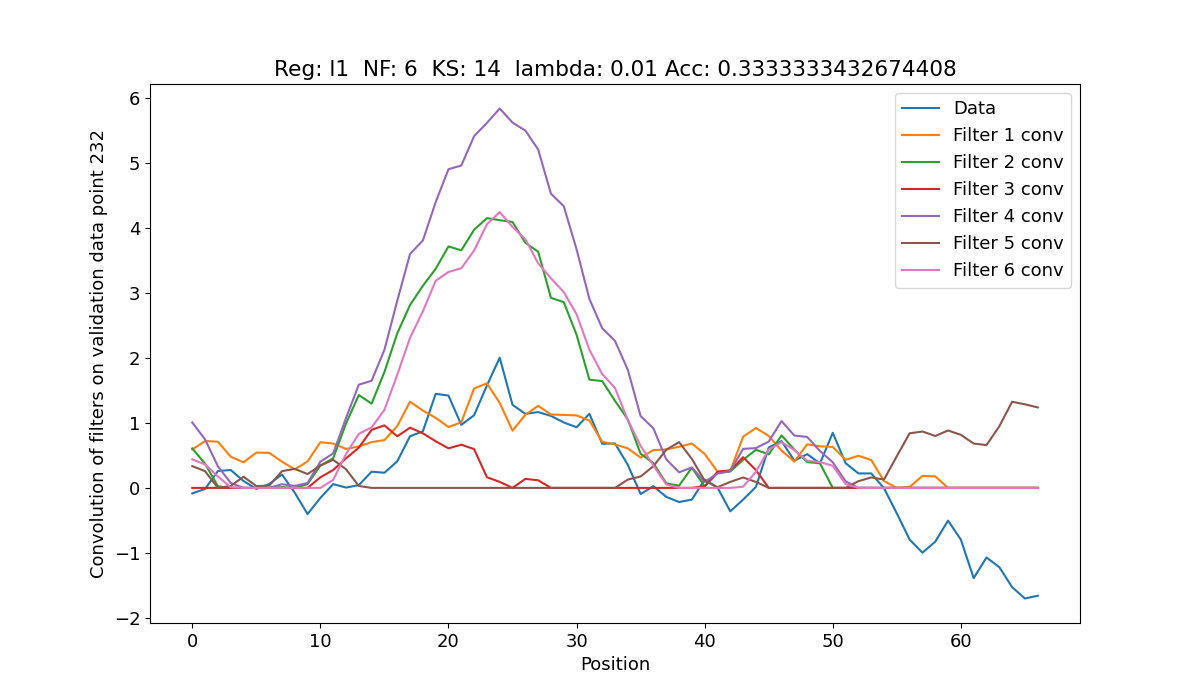 Reg: l1  NF: 6  KS: 14  lambda: 0.01 Acc: 0.3333333432674408
Convolution of filters on validation data point 232
6
5
4
3
2
1
0
−1
−2
0
10
20
30
40
50
60
Position
Data
Filter 1 conv
Filter 2 conv
Filter 3 conv
Filter 4 conv
Filter 5 conv
Filter 6 conv